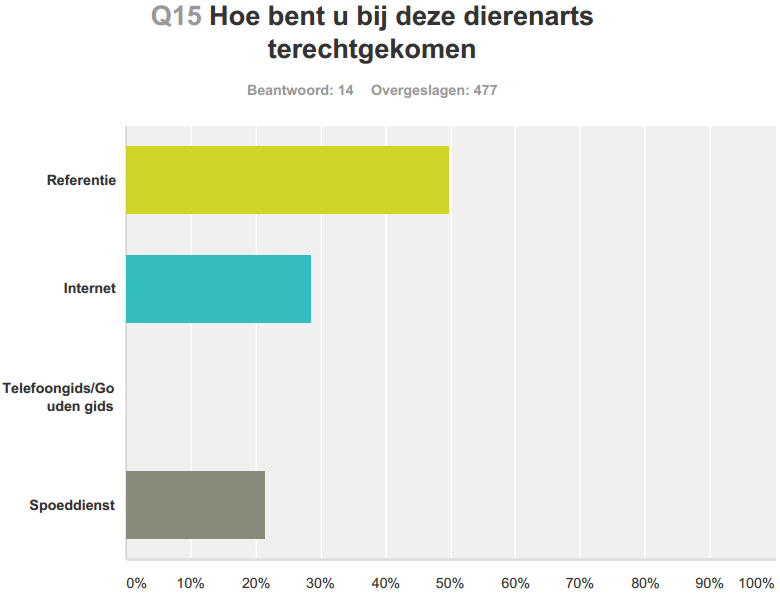 Q15 Hoe bent u bij deze dierenarts
terechtgekomen
Beantwoord: 14 Overgeslagen: 477
Referentie
Internet
Telefoongids/Go
uden gids
Spoeddienst
0% 10% 20% 30% 40% 50% 60% 70% 80% 90% 100%